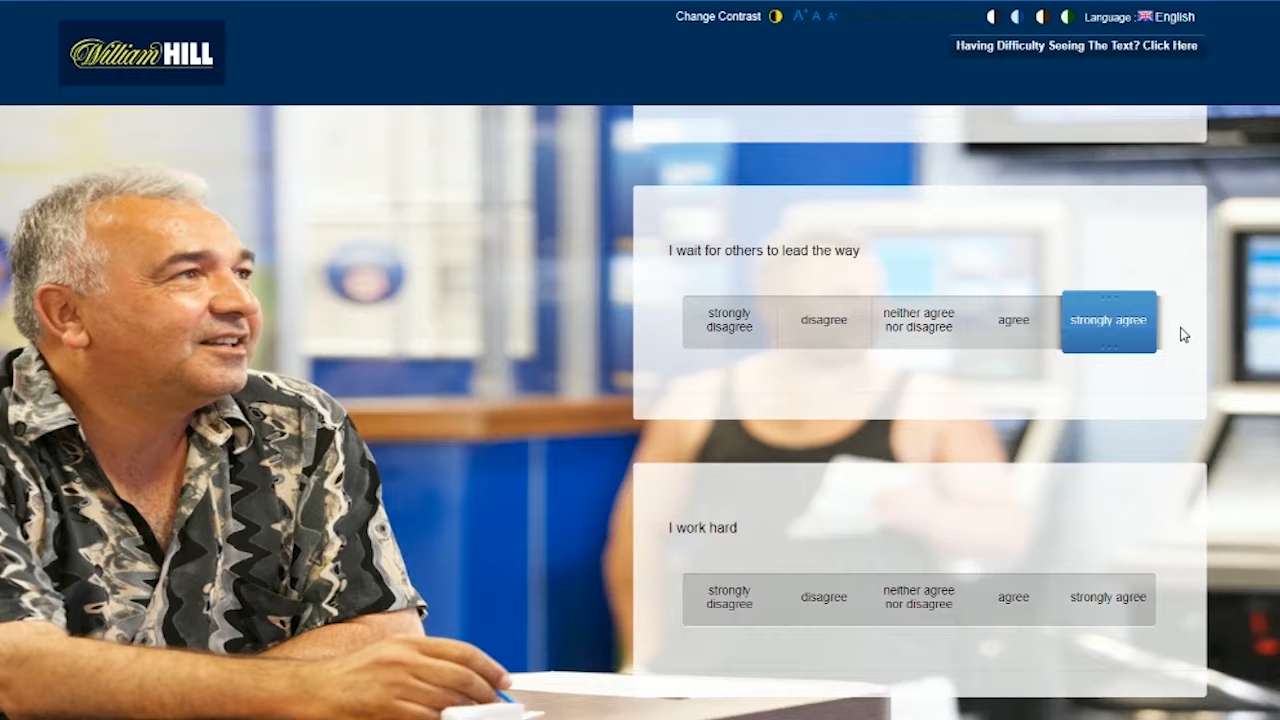 Change Contrast
A+ A A-
Language : English
William HILL
Having Difficulty Seeing The Text? Click Here
I wait for others to lead the way
strongly disagree
disagree
neither agree nor disagree
agree
strongly agree
I work hard
strongly disagree
disagree
neither agree nor disagree
agree
strongly agree